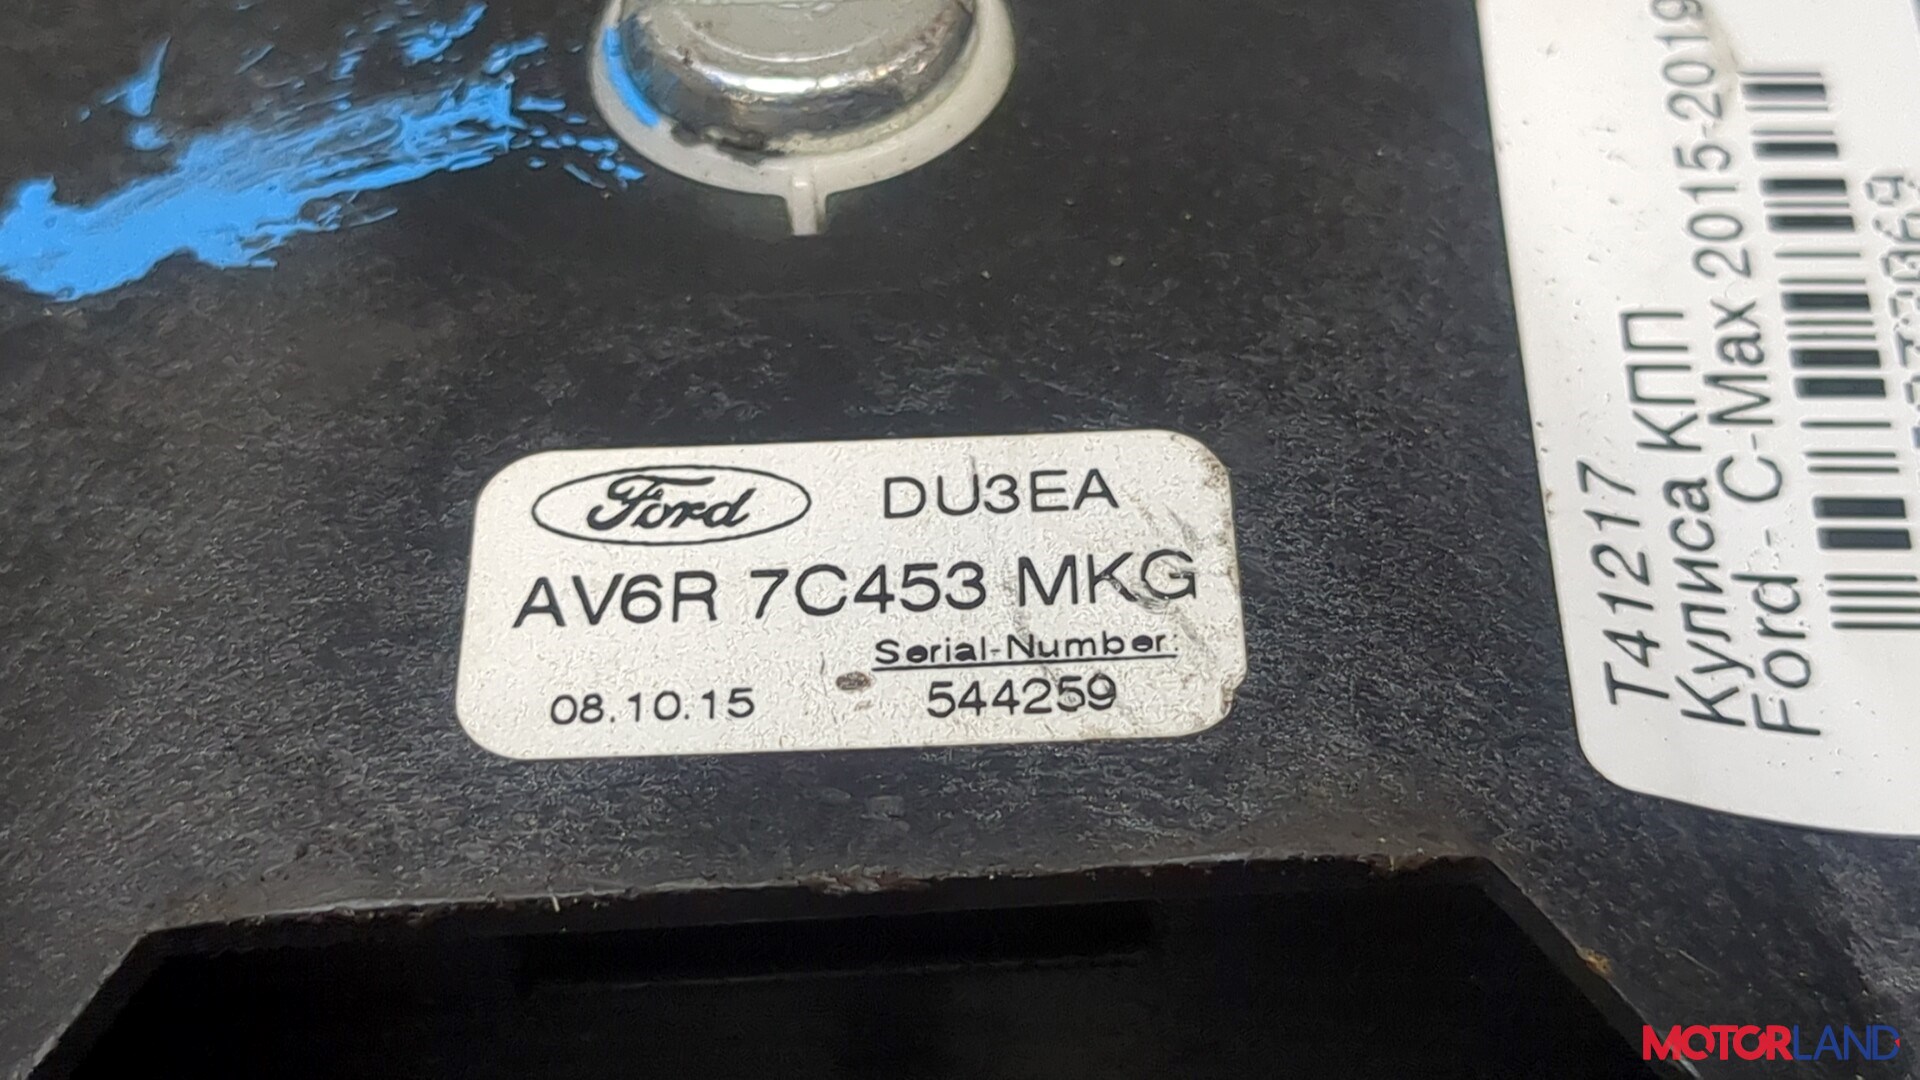 Ford DU3EA
AV6R 7C453 MKG
Serial-Number:
08.10.15 544259
T41217
Кулиса КПП
Ford - C-Max 2015-2019
MOTORLAND